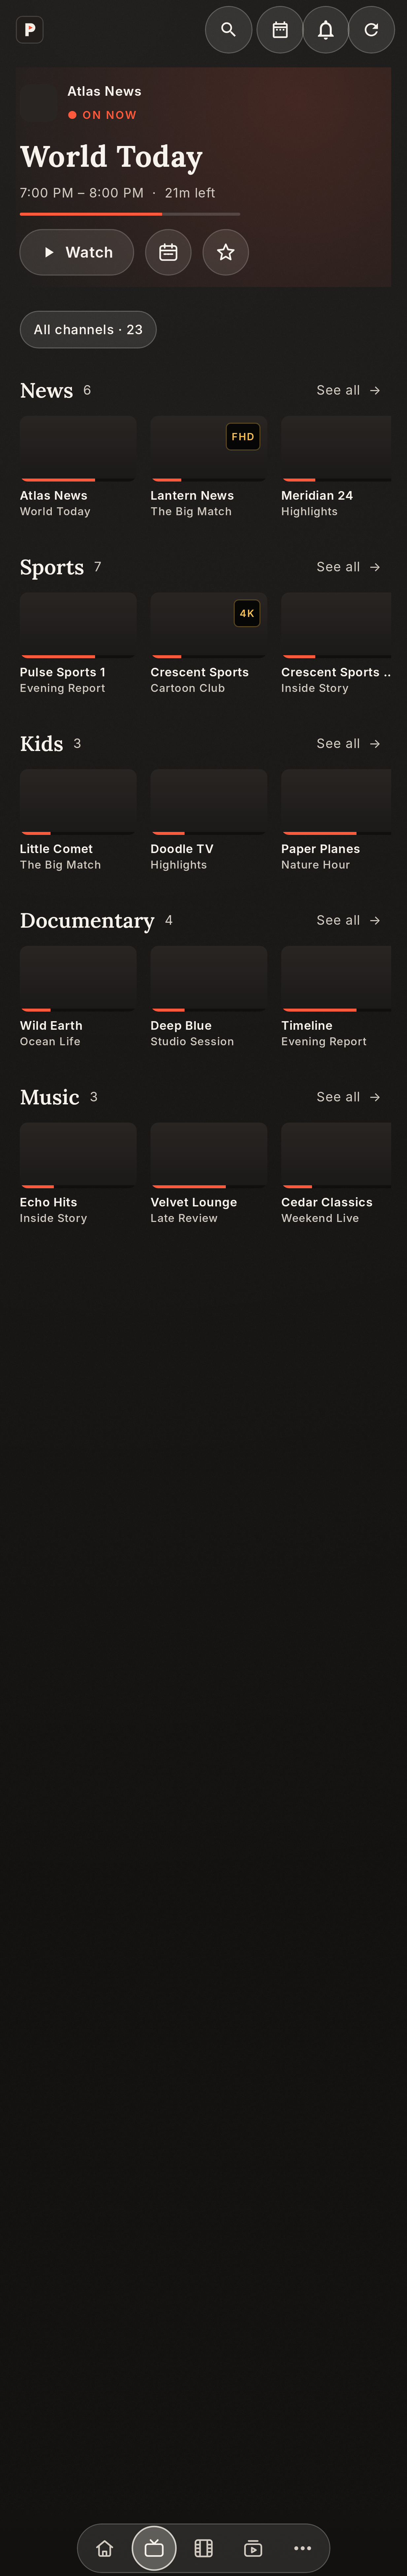 P
Atlas News
ON NOW
World Today
7:00 PM – 8:00 PM · 21m left
Watch
All channels · 23
News 6 See all →
FHD
Atlas News Lantern News Meridian 24
World Today The Big Match Highlights
Sports 7 See all →
4K
Pulse Sports 1 Crescent Sports Crescent Sports ..
Evening Report Cartoon Club Inside Story
Kids 3 See all →
Little Comet Doodle TV Paper Planes
The Big Match Highlights Nature Hour
Documentary 4 See all →
Wild Earth Deep Blue Timeline
Ocean Life Studio Session Evening Report
Music 3 See all →
Echo Hits Velvet Lounge Cedar Classics
Inside Story Late Review Weekend Live